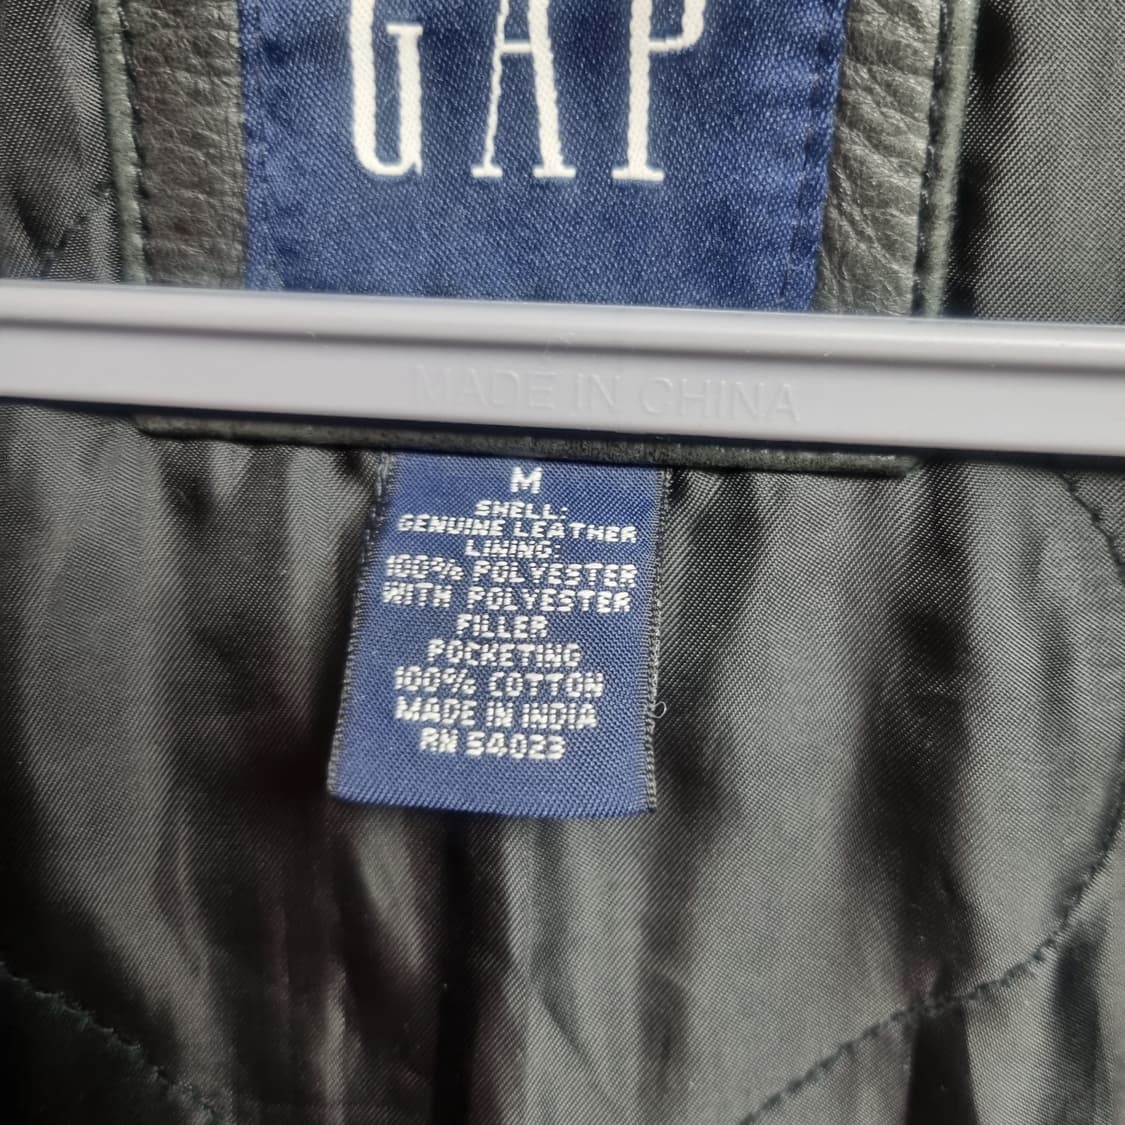 GAP
MADE IN CHINA
M
SHELL:
GENUINE LEATHER
LINING:
100% POLYESTER
WITH POLYESTER
FILLER
POCKETING
100% COTTON
MADE IN INDIA
RN 54023